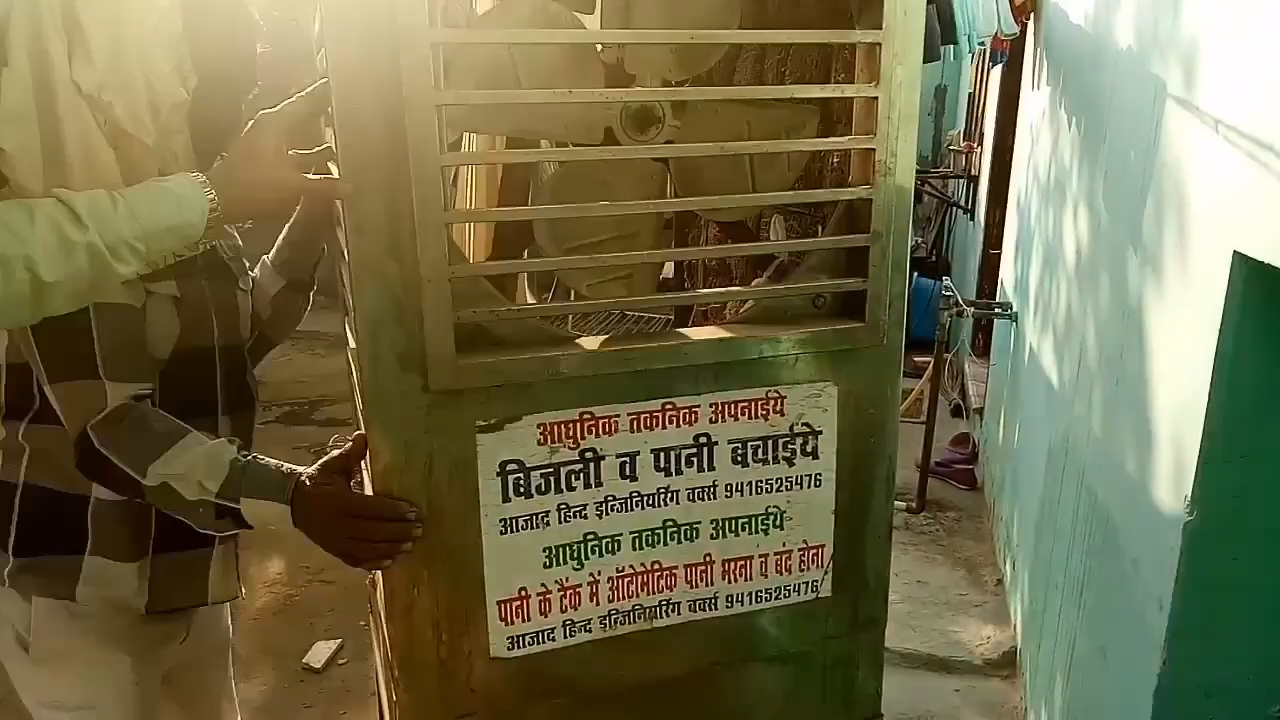 आधुनिक तकनिक अपनाईये
बिजली व पानी बचाईये
आजाद हिन्द इन्जिनियरिंग वर्क्स 9416525476
आधुनिक तकनिक अपनाईये
पानी के टैंक में ऑटोमेटिक पानी भरना व बंद होना
आजाद हिन्द इन्जिनियरिंग वर्क्स 9416525476